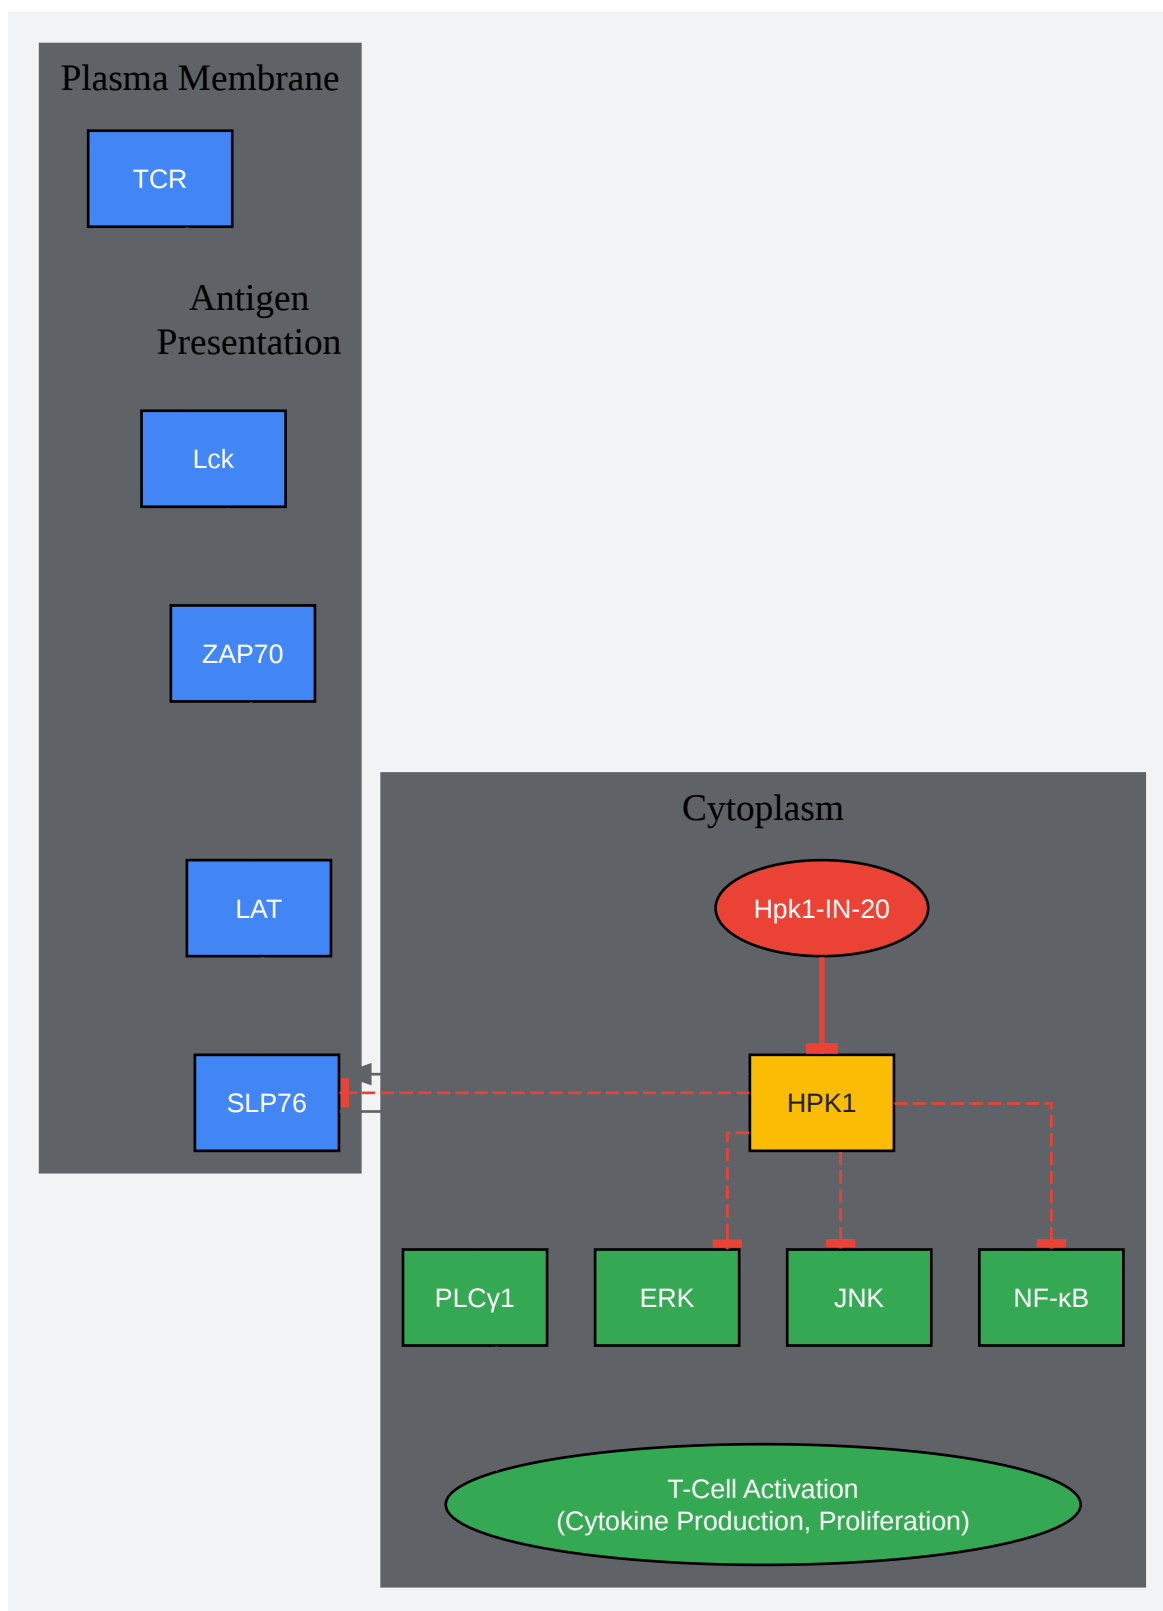 Plasma Membrane
TCR
Antigen
Presentation
Lck
ZAP70
LAT
SLP76
Cytoplasm
Hpk1-IN-20
HPK1
PLCγ1
ERK
JNK
NF-κB
T-Cell Activation
(Cytokine Production, Proliferation)